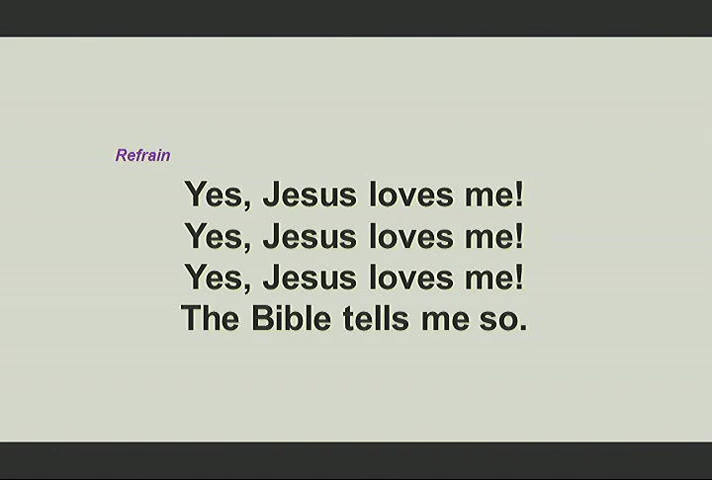 Refrain
Yes, Jesus loves me!
Yes, Jesus loves me!
Yes, Jesus loves me!
The Bible tells me so.